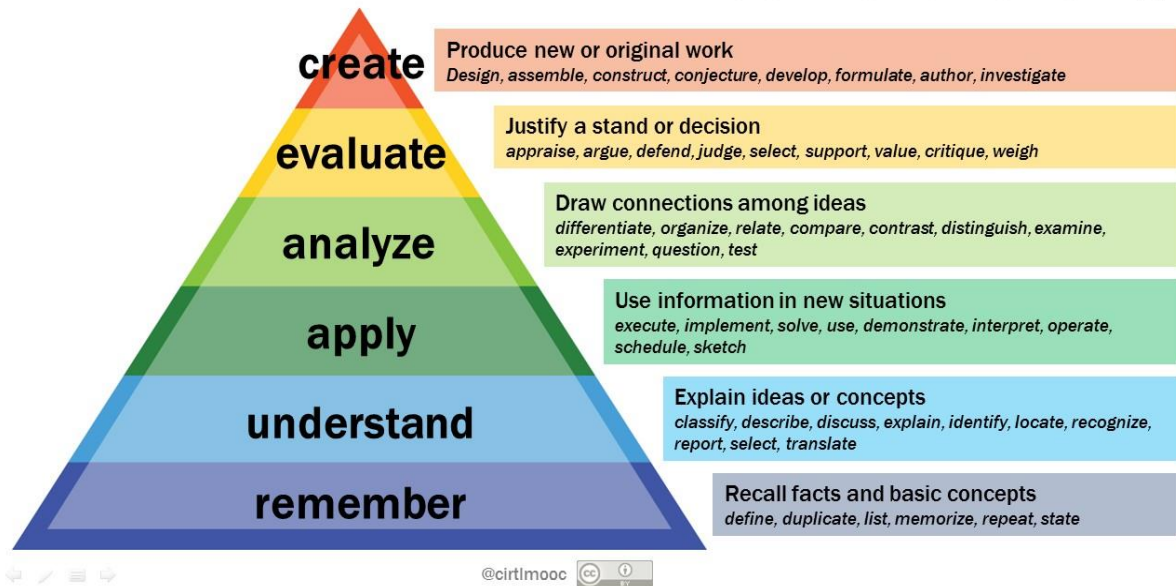 create
Produce new or original work
Design, assemble, construct, conjecture, develop, formulate, author, investigate
evaluate
Justify a stand or decision
appraise, argue, defend, judge, select, support, value, critique, weigh
analyze
Draw connections among ideas
differentiate, organize, relate, compare, contrast, distinguish, examine,
experiment, question, test
apply
Use information in new situations
execute, implement, solve, use, demonstrate, interpret, operate,
schedule, sketch
understand
Explain ideas or concepts
classify, describe, discuss, explain, identify, locate, recognize,
report, select, translate
remember
Recall facts and basic concepts
define, duplicate, list, memorize, repeat, state
@cirtlmooc
cc
BY